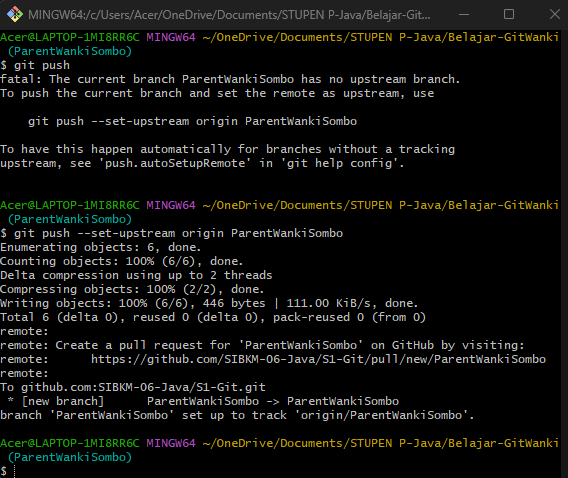 MINGW64:/c/Users/Acer/OneDrive/Documents/STUPEN P-Java/Belajar-Git...
Acer@LAPTOP-1MI8RR6C MINGW64 ~/OneDrive/Documents/STUPEN P-Java/Belajar-GitWanki
(ParentWankiSombo)
$ git push
fatal: The current branch ParentWankiSombo has no upstream branch.
To push the current branch and set the remote as upstream, use
git push --set-upstream origin ParentWankiSombo
To have this happen automatically for branches without a tracking
upstream, see 'push.autoSetupRemote' in 'git help config'.
Acer@LAPTOP-1MI8RR6C MINGW64 ~/OneDrive/Documents/STUPEN P-Java/Belajar-GitWanki
(ParentWankiSombo)
$ git push --set-upstream origin ParentWankiSombo
Enumerating objects: 6, done.
Counting objects: 100% (6/6), done.
Delta compression using up to 2 threads
Compressing objects: 100% (2/2), done.
Writing objects: 100% (6/6), 446 bytes | 111.00 KiB/s, done.
Total 6 (delta 0), reused 0 (delta 0), pack-reused 0 (from 0)
remote:
remote: Create a pull request for 'ParentWankiSombo' on GitHub by visiting:
remote:      https://github.com/SIBKM-06-Java/S1-Git/pull/new/ParentWankiSombo
remote:
To github.com:SIBKM-06-Java/S1-Git.git
* [new branch]      ParentWankiSombo -> ParentWankiSombo
branch 'ParentWankiSombo' set up to track 'origin/ParentWankiSombo'.
Acer@LAPTOP-1MI8RR6C MINGW64 ~/OneDrive/Documents/STUPEN P-Java/Belajar-GitWanki
(ParentWankiSombo)
$